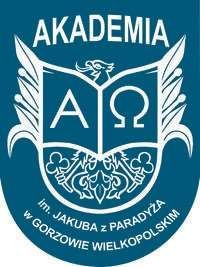 AKADEMIA
Α Ω
im. JAKUBA z PARADYŻA
w GORZOWIE WIELKOPOLSKIM